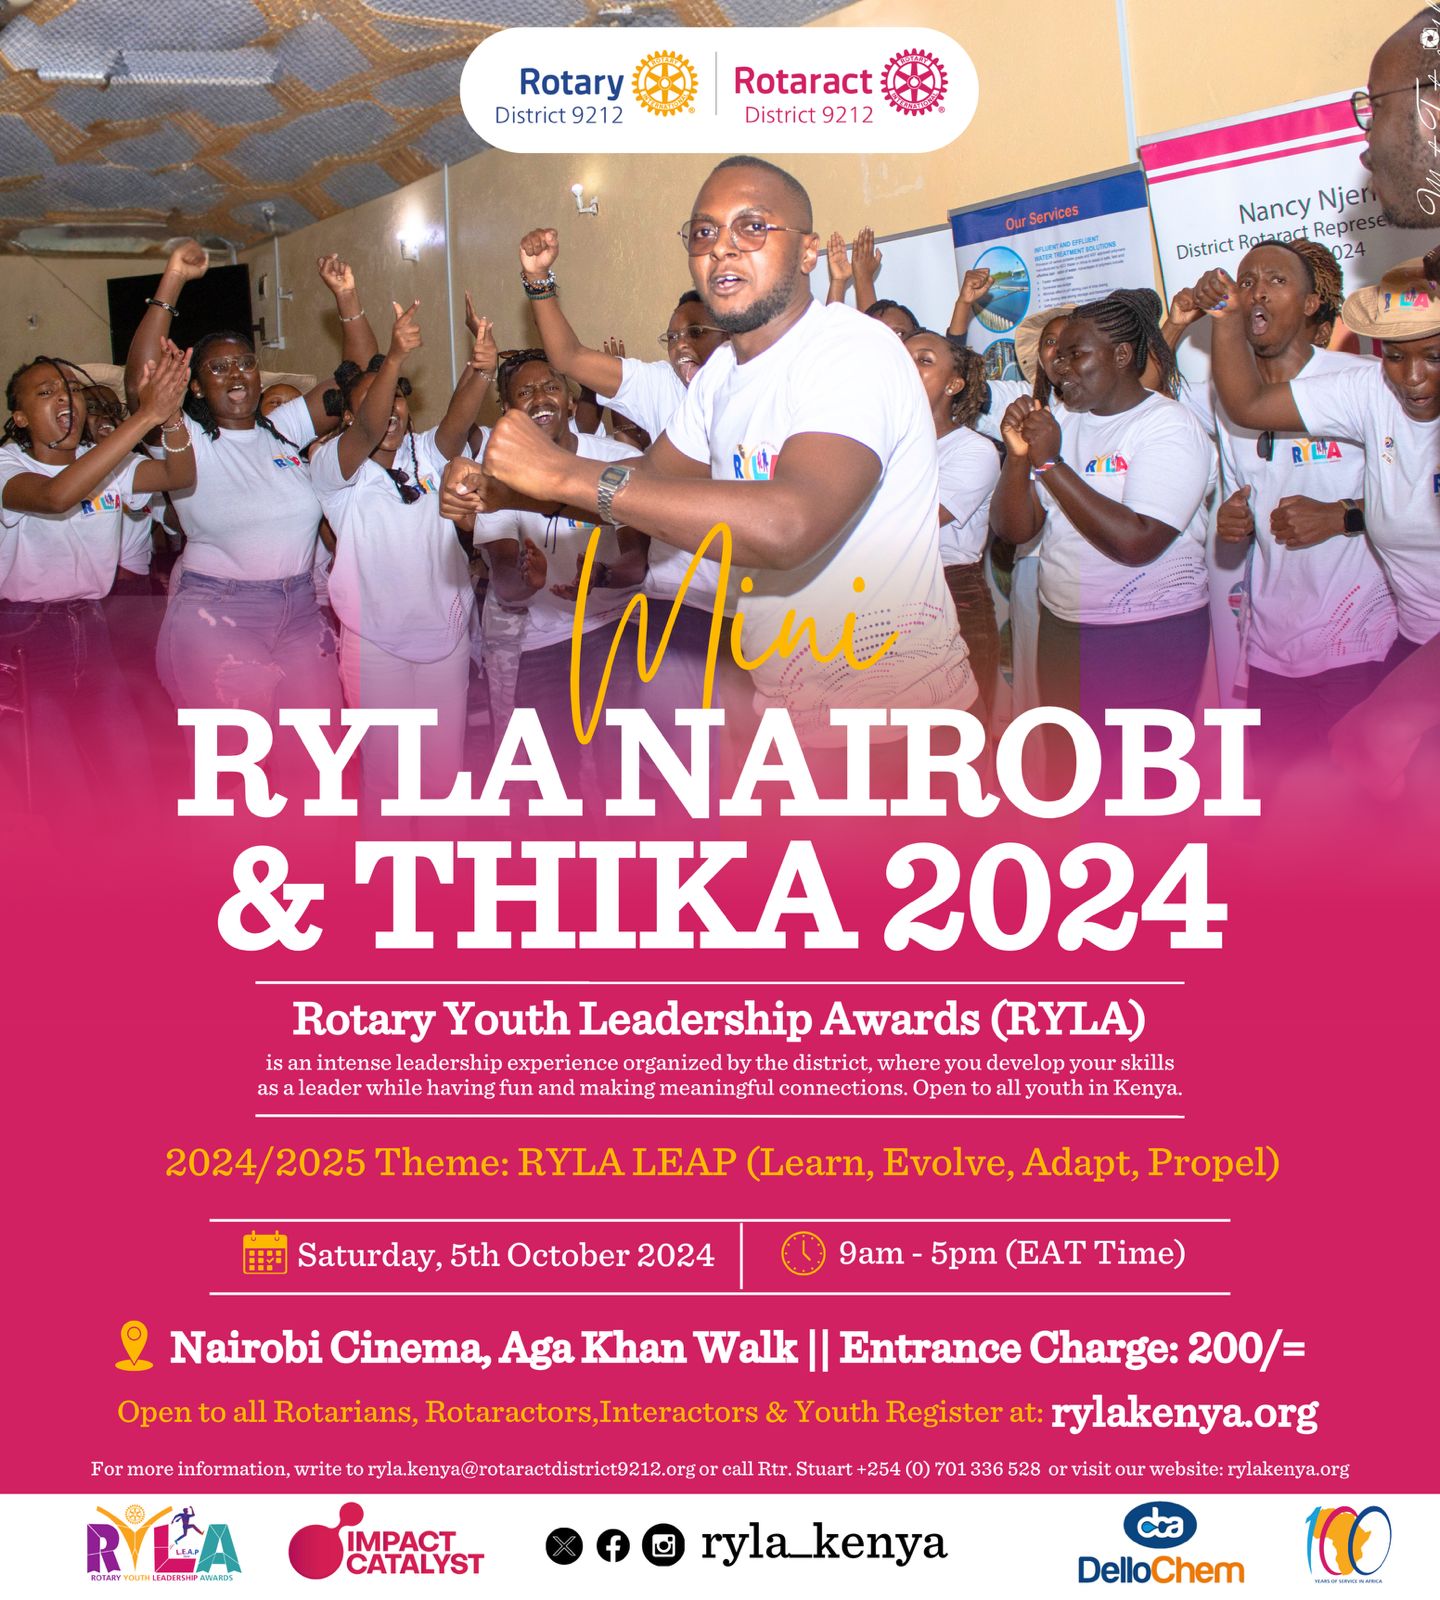 Rotary
District 9212
Rotaract
District 9212
Our Services
INFLUENT AND EFFLUENT
WATER TREATMENT SOLUTIONS
Nancy Njeri
District Rotaract Represe
2024
RYLA
Mini
RYLA NAIROBI
& THIKA 2024
Rotary Youth Leadership Awards (RYLA)
is an intense leadership experience organized by the district, where you develop your skills
as a leader while having fun and making meaningful connections. Open to all youth in Kenya.
2024/2025 Theme: RYLA LEAP (Learn, Evolve, Adapt, Propel)
Saturday, 5th October 2024
9am - 5pm (EAT Time)
Nairobi Cinema, Aga Khan Walk || Entrance Charge: 200/=
Open to all Rotarians, Rotaractors,Interactors & Youth Register at: rylakenya.org
For more information, write to ryla.kenya@rotaractdistrict9212.org or call Rtr. Stuart +254 (0) 701 336 528 or visit our website: rylakenya.org
RYLA
L.E.A.P
ROTARY YOUTH LEADERSHIP AWARDS
IMPACT
CATALYST
ryla_kenya
cba
DelloChem
100
YEARS OF SERVICE IN AFRICA